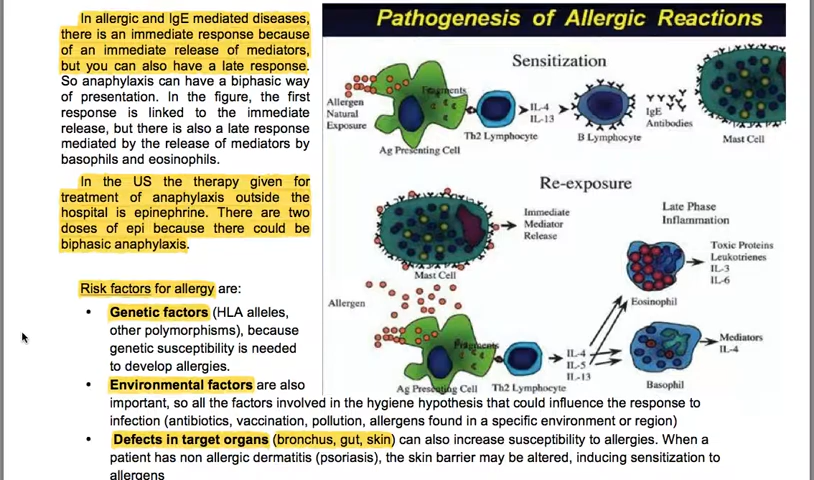 In allergic and IgE mediated diseases,
there is an immediate response because
of an immediate release of mediators,
but you can also have a late response.
So anaphylaxis can have a biphasic way
of presentation. In the figure, the first
response is linked to the immediate
release, but there is also a late response
mediated by the release of mediators by
basophils and eosinophils.
In the US the therapy given for
treatment of anaphylaxis outside the
hospital is epinephrine. There are two
doses of epi because there could be
biphasic anaphylaxis.
Pathogenesis of Allergic Reactions
Sensitization
Allergen
Natural
Exposure
Fragments
Ag Presenting Cell
Th2 Lymphocyte
IL-4
IL-13
B Lymphocyte
IgE
Antibodies
Mast Cell
Re-exposure
Mast Cell
Immediate
Mediator
Release
Late Phase
Inflammation
Toxic Proteins
Leukotrienes
IL-3
IL-6
Eosinophil
Allergen
Fragments
Ag Presenting Cell
Th2 Lymphocyte
IL-4
IL-5
IL-13
Mediators
IL-4
Basophil
Risk factors for allergy are:
• Genetic factors (HLA alleles,
other polymorphisms), because
genetic susceptibility is needed
to develop allergies.
• Environmental factors are also
important, so all the factors involved in the hygiene hypothesis that could influence the response to
infection (antibiotics, vaccination, pollution, allergens found in a specific environment or region)
• Defects in target organs (bronchus, gut, skin) can also increase susceptibility to allergies. When a
patient has non allergic dermatitis (psoriasis), the skin barrier may be altered, inducing sensitization to
allergens